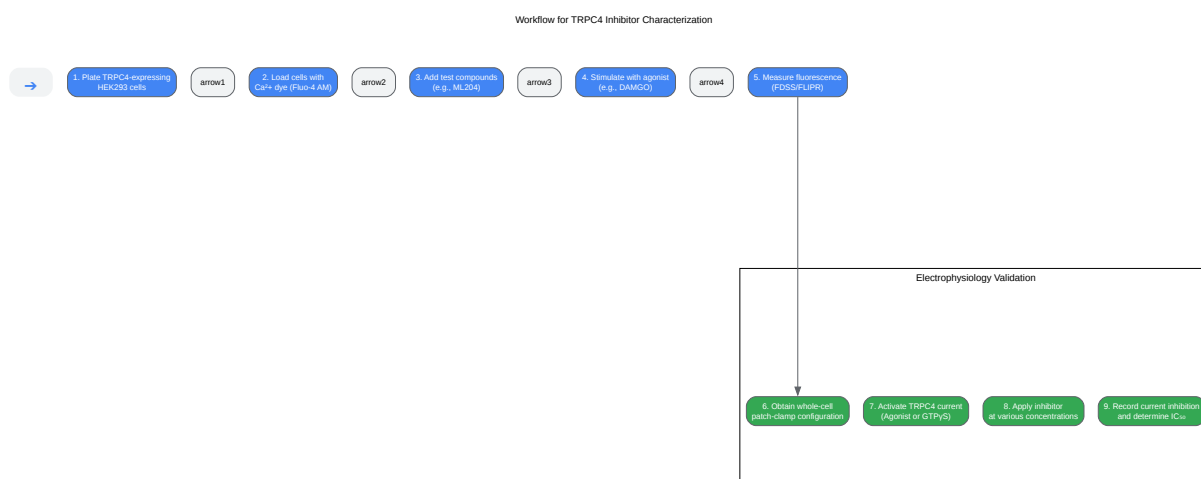 Workflow for TRPC4 Inhibitor Characterization
➔
1. Plate TRPC4-expressing
HEK293 cells
arrow1
2. Load cells with
Ca²+ dye (Fluo-4 AM)
arrow2
3. Add test compounds
(e.g., ML204)
arrow3
4. Stimulate with agonist
(e.g., DAMGO)
arrow4
5. Measure fluorescence
(FDSS/FLIPR)
Electrophysiology Validation
6. Obtain whole-cell
patch-clamp configuration
7. Activate TRPC4 current
(Agonist or GTPγS)
8. Apply inhibitor
at various concentrations
9. Record current inhibition
and determine IC₅₀